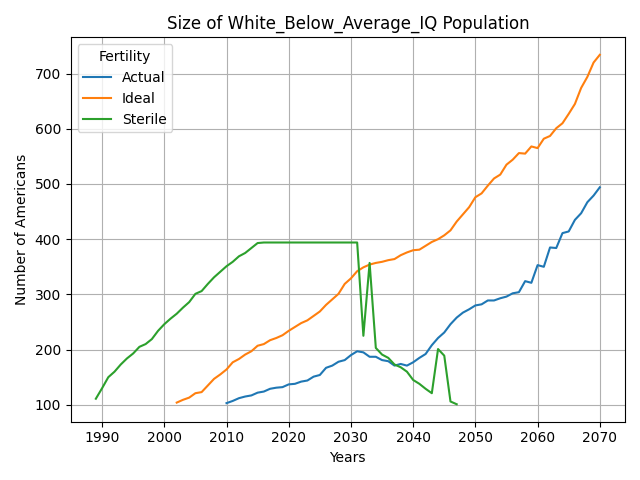 Size of White_Below_Average_IQ Population
Fertility
Actual
Ideal
Sterile
Number of Americans
700
600
500
400
300
200
100
1990 2000 2010 2020 2030 2040 2050 2060 2070
Years